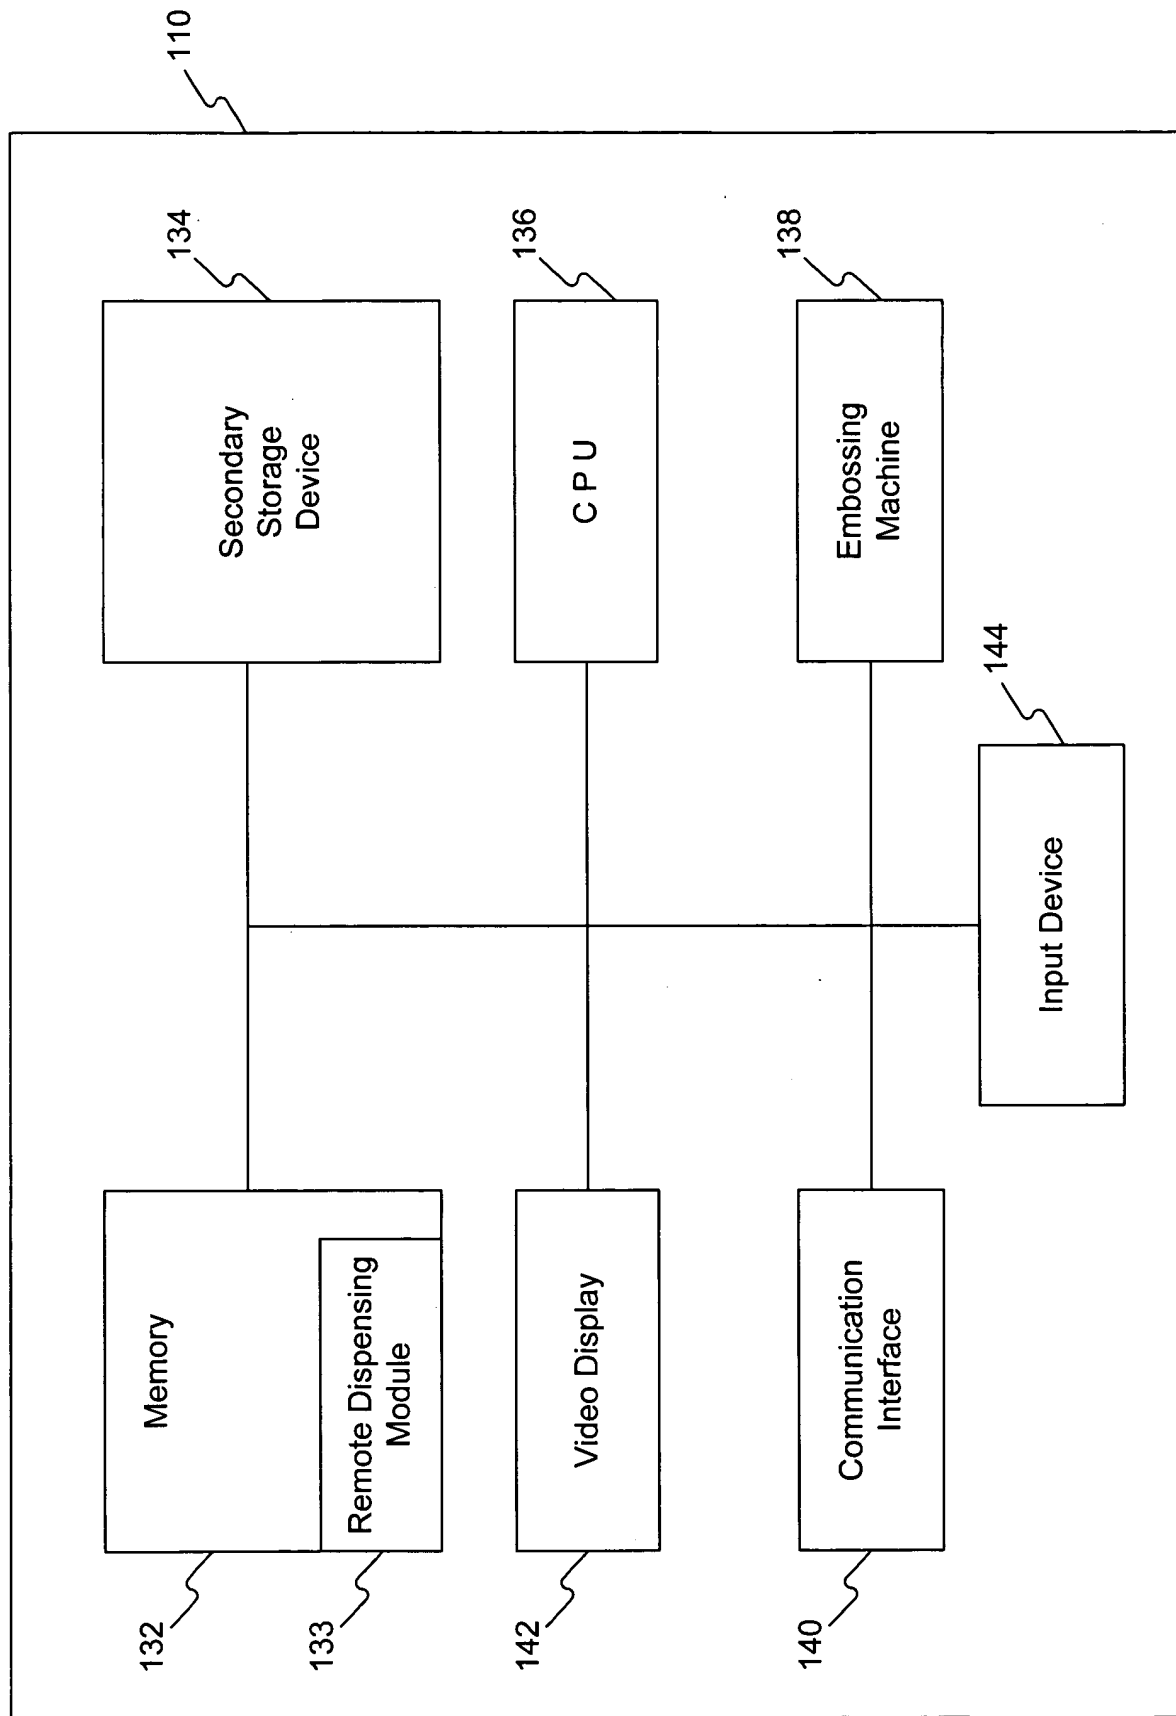 110
132
Memory
133
Remote Dispensing
Module
134
Secondary
Storage
Device
142
Video Display
136
C P U
140
Communication
Interface
138
Embossing
Machine
144
Input Device